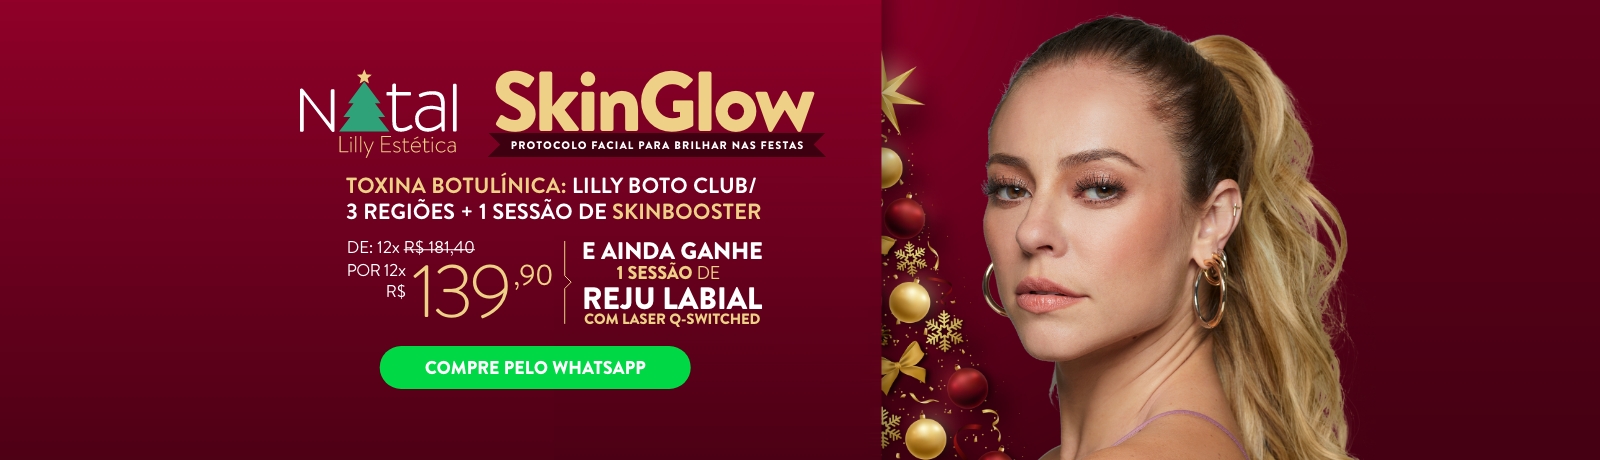 Natal
Lilly Estética
SkinGlow
PROTOCOLO FACIAL PARA BRILHAR NAS FESTAS
TOXINA BOTULÍNICA: LILLY BOTO CLUB/
3 REGIÕES + 1 SESSÃO DE SKINBOOSTER
DE: 12x R$ 181,40
POR 12x
R$ 139,90
E AINDA GANHE
1 SESSÃO DE
REJU LABIAL
COM LASER Q-SWITCHED
COMPRE PELO WHATSAPP